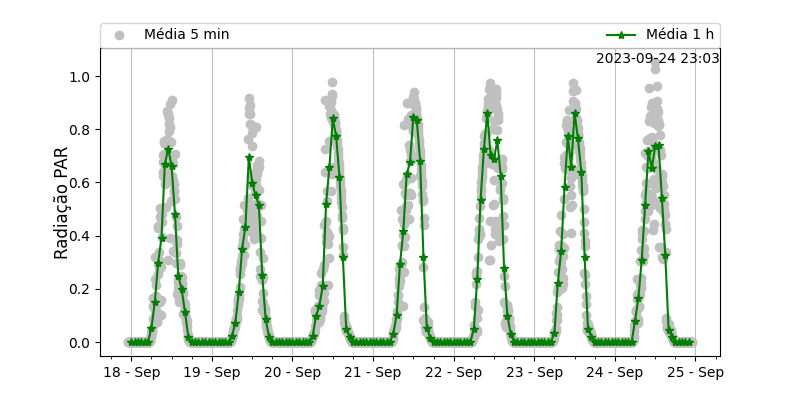 Média 5 min
Média 1 h
2023-09-24 23:03
Radiação PAR
1.0
0.8
0.6
0.4
0.2
0.0
18 - Sep
19 - Sep
20 - Sep
21 - Sep
22 - Sep
23 - Sep
24 - Sep
25 - Sep